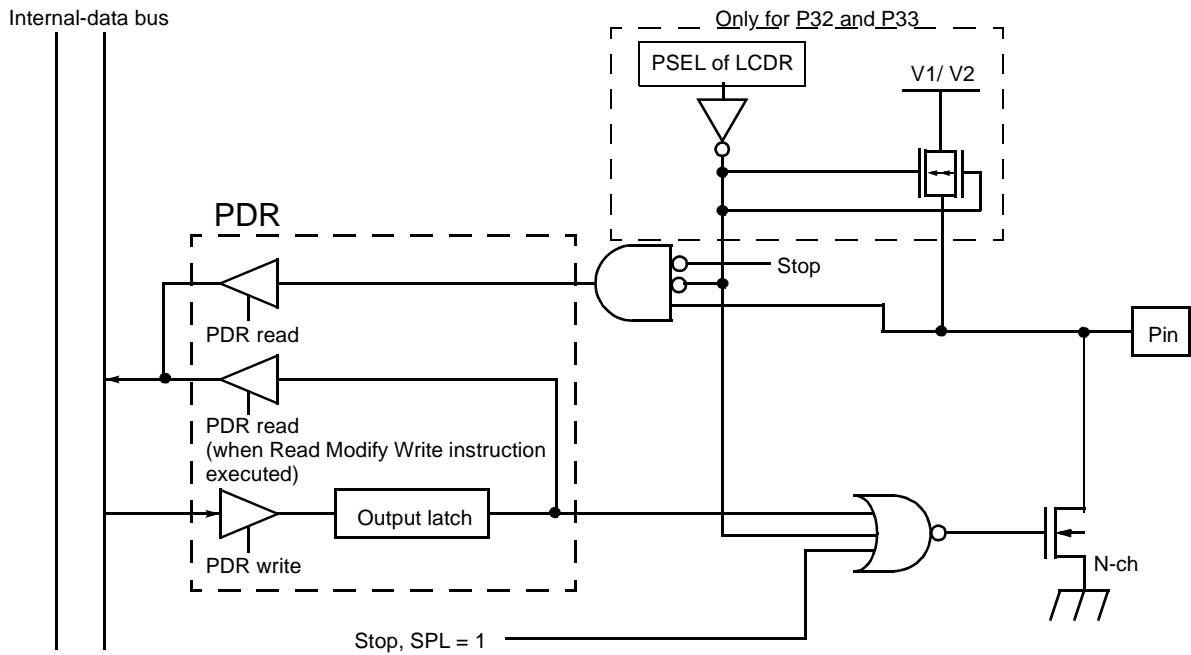 Internal-data bus
Only for P32 and P33
PSEL of LCDR
V1/ V2
PDR
Stop
PDR read
Pin
PDR read
(when Read Modify Write instruction
executed)
Output latch
PDR write
N-ch
Stop, SPL = 1